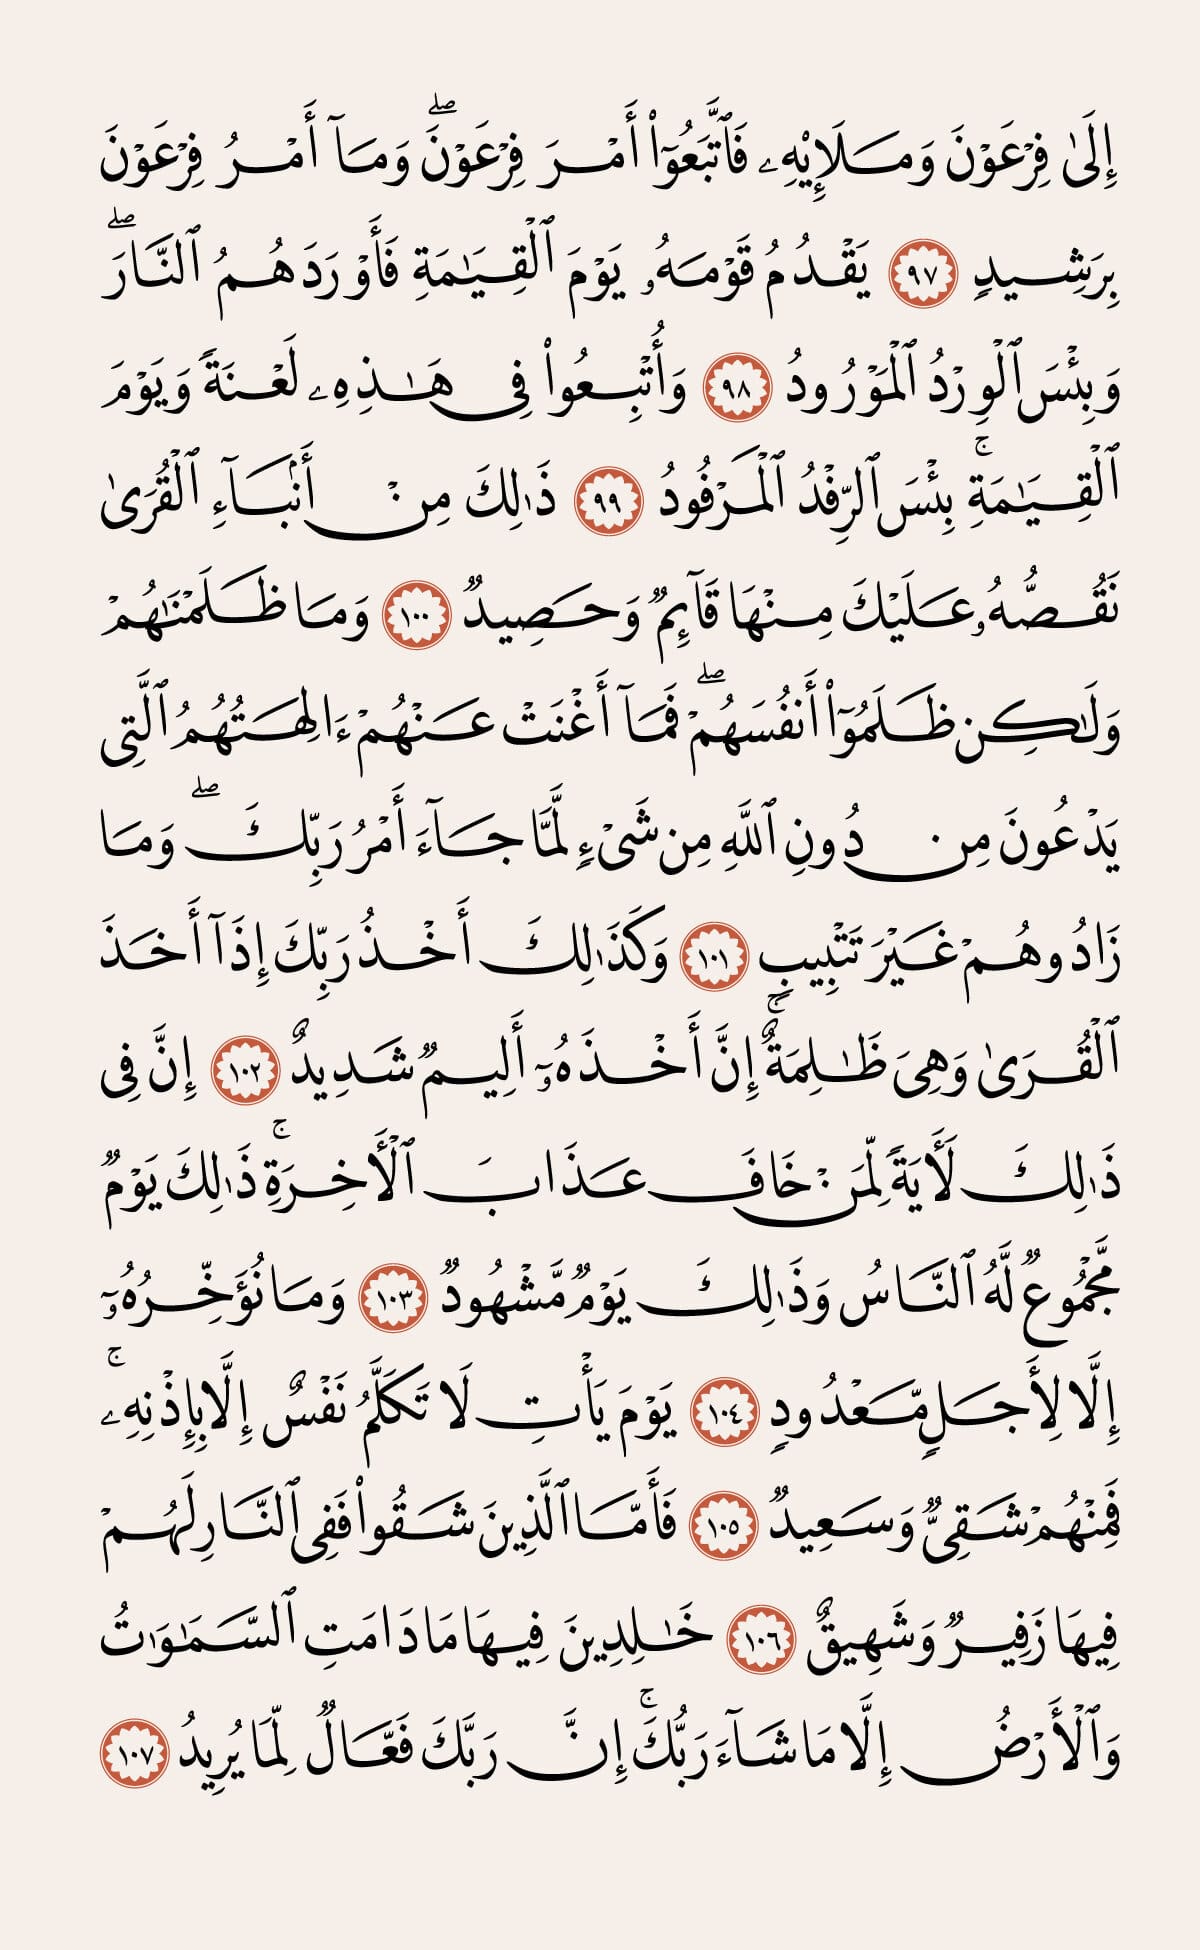 إِلَىٰ فِرْعَوْنَ وَمَلَإِي۟هِۦ فَٱتَّبَعُوٓا۟ أَمْرَ فِرْعَوْنَ ۖ وَمَآ أَمْرُ فِرْعَوْنَ
بِرَشِيدٍ ٩٧ يَقْدُمُ قَوْمَهُۥ يَوْمَ ٱلْقِيَـٰمَةِ فَأَوْرَدَهُمُ ٱلنَّارَ ۖ
وَبِئْسَ ٱلْوِرْدُ ٱلْمَوْرُودُ ٩٨ وَأُتْبِعُوا۟ فِى هَـٰذِهِۦ لَعْنَةً وَيَوْمَ
ٱلْقِيَـٰمَةِ ۚ بِئْسَ ٱلرِّفْدُ ٱلْمَرْفُودُ ٩٩ ذَٰلِكَ مِنْ أَنۢبَآءِ ٱلْقُرَىٰ
نَقُصُّهُۥ عَلَيْكَ مِنْهَا قَآئِمٌ وَحَصِيدٌ ١٠٠ وَمَا ظَلَمْنَـٰهُمْ
وَلَـٰكِن ظَلَمُوٓا۟ أَنفُسَهُمْ ۖ فَمَآ أَغْنَتْ عَنْهُمْ ءَالِهَتُهُمُ ٱلَّتِى
يَدْعُونَ مِن دُونِ ٱللَّهِ مِن شَىْءٍ لَّمَّا جَآءَ أَمْرُ رَبِّكَ ۖ وَمَا
زَادُوهُمْ غَيْرَ تَتْبِيبٍ ١٠١ وَكَذَٰلِكَ أَخْذُ رَبِّكَ إِذَآ أَخَذَ
ٱلْقُرَىٰ وَهِىَ ظَـٰلِمَةٌ ۚ إِنَّ أَخْذَهُۥٓ أَلِيمٌ شَدِيدٌ ١٠٢ إِنَّ فِى
ذَٰلِكَ لَـَٔايَةً لِّمَنْ خَافَ عَذَابَ ٱلْـَٔاخِرَةِ ۚ ذَٰلِكَ يَوْمٌ
مَّجْمُوعٌ لَّهُ ٱلنَّاسُ وَذَٰلِكَ يَوْمٌ مَّشْهُودٌ ١٠٣ وَمَا نُؤَخِّرُهُۥٓ
إِلَّا لِأَجَلٍ مَّعْدُودٍ ١٠٤ يَوْمَ يَأْتِ لَا تَكَلَّمُ نَفْسٌ إِلَّا بِإِذْنِهِۦ ۚ
فَمِنْهُمْ شَقِىٌّ وَسَعِيدٌ ١٠٥ فَأَمَّا ٱلَّذِينَ شَقُوا۟ فَفِى ٱلنَّارِ لَهُمْ
فِيهَا زَفِيرٌ وَشَهِيقٌ ١٠٦ خَـٰلِدِينَ فِيهَا مَا دَامَتِ ٱلسَّمَـٰوَٰتُ
وَٱلْأَرْضُ إِلَّا مَا شَآءَ رَبُّكَ ۚ إِنَّ رَبَّكَ فَعَّالٌ لِّمَا يُرِيدُ ١٠٧